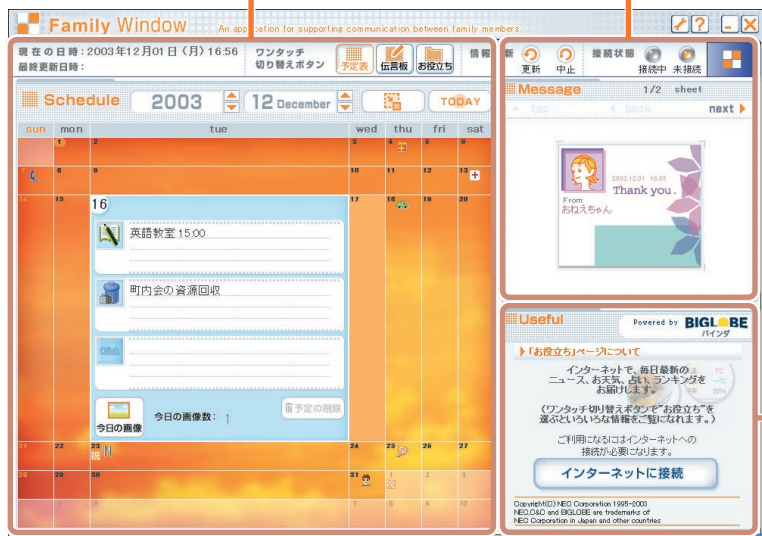 Family Window An application for supporting communication between family members.
現在の日時:2003年12月01日(月)16:56
最終更新日時:
ワンタッチ
切り替えボタン
予定表 伝言板 お役立ち
情報 新
更新 中止
接続状態
接続中 未接続
Schedule 2003 12 December TODAY
sun mon tue wed thu fri sat
1 2 3 4 5 6
7 8 9 10 11 12 13
14 15 16 17 18 19 20
英語教室 15:00
町内会の資源回収
Click
今日の画像
今日の画像数: 1
予定の削除
21 22 23 24 25 26 27
祝
28 29 30 31 1 2 3
4 5 6 7 8 9 10
Message 1/2 sheet
top back next
2003.12.01 16:55
Thank you.
From:
おねえちゃん
Useful
Powered by BIGLOBE
パインダ
「お役立ち」ページについて
インターネットで、毎日最新の
ニュース、お天気、占い、ランキングを
お届けします。
(ワンタッチ切り替えボタンで"お役立ち"を
選ぶといろいろな情報をご覧になれます。)
ご利用になるにはインターネットへの
接続が必要になります。
インターネットに接続
Copyright(C) NEC Corporation 1995-2003
NEC,C&C and BIGLOBE are trademarks of
NEC Corporation in Japan and other countries